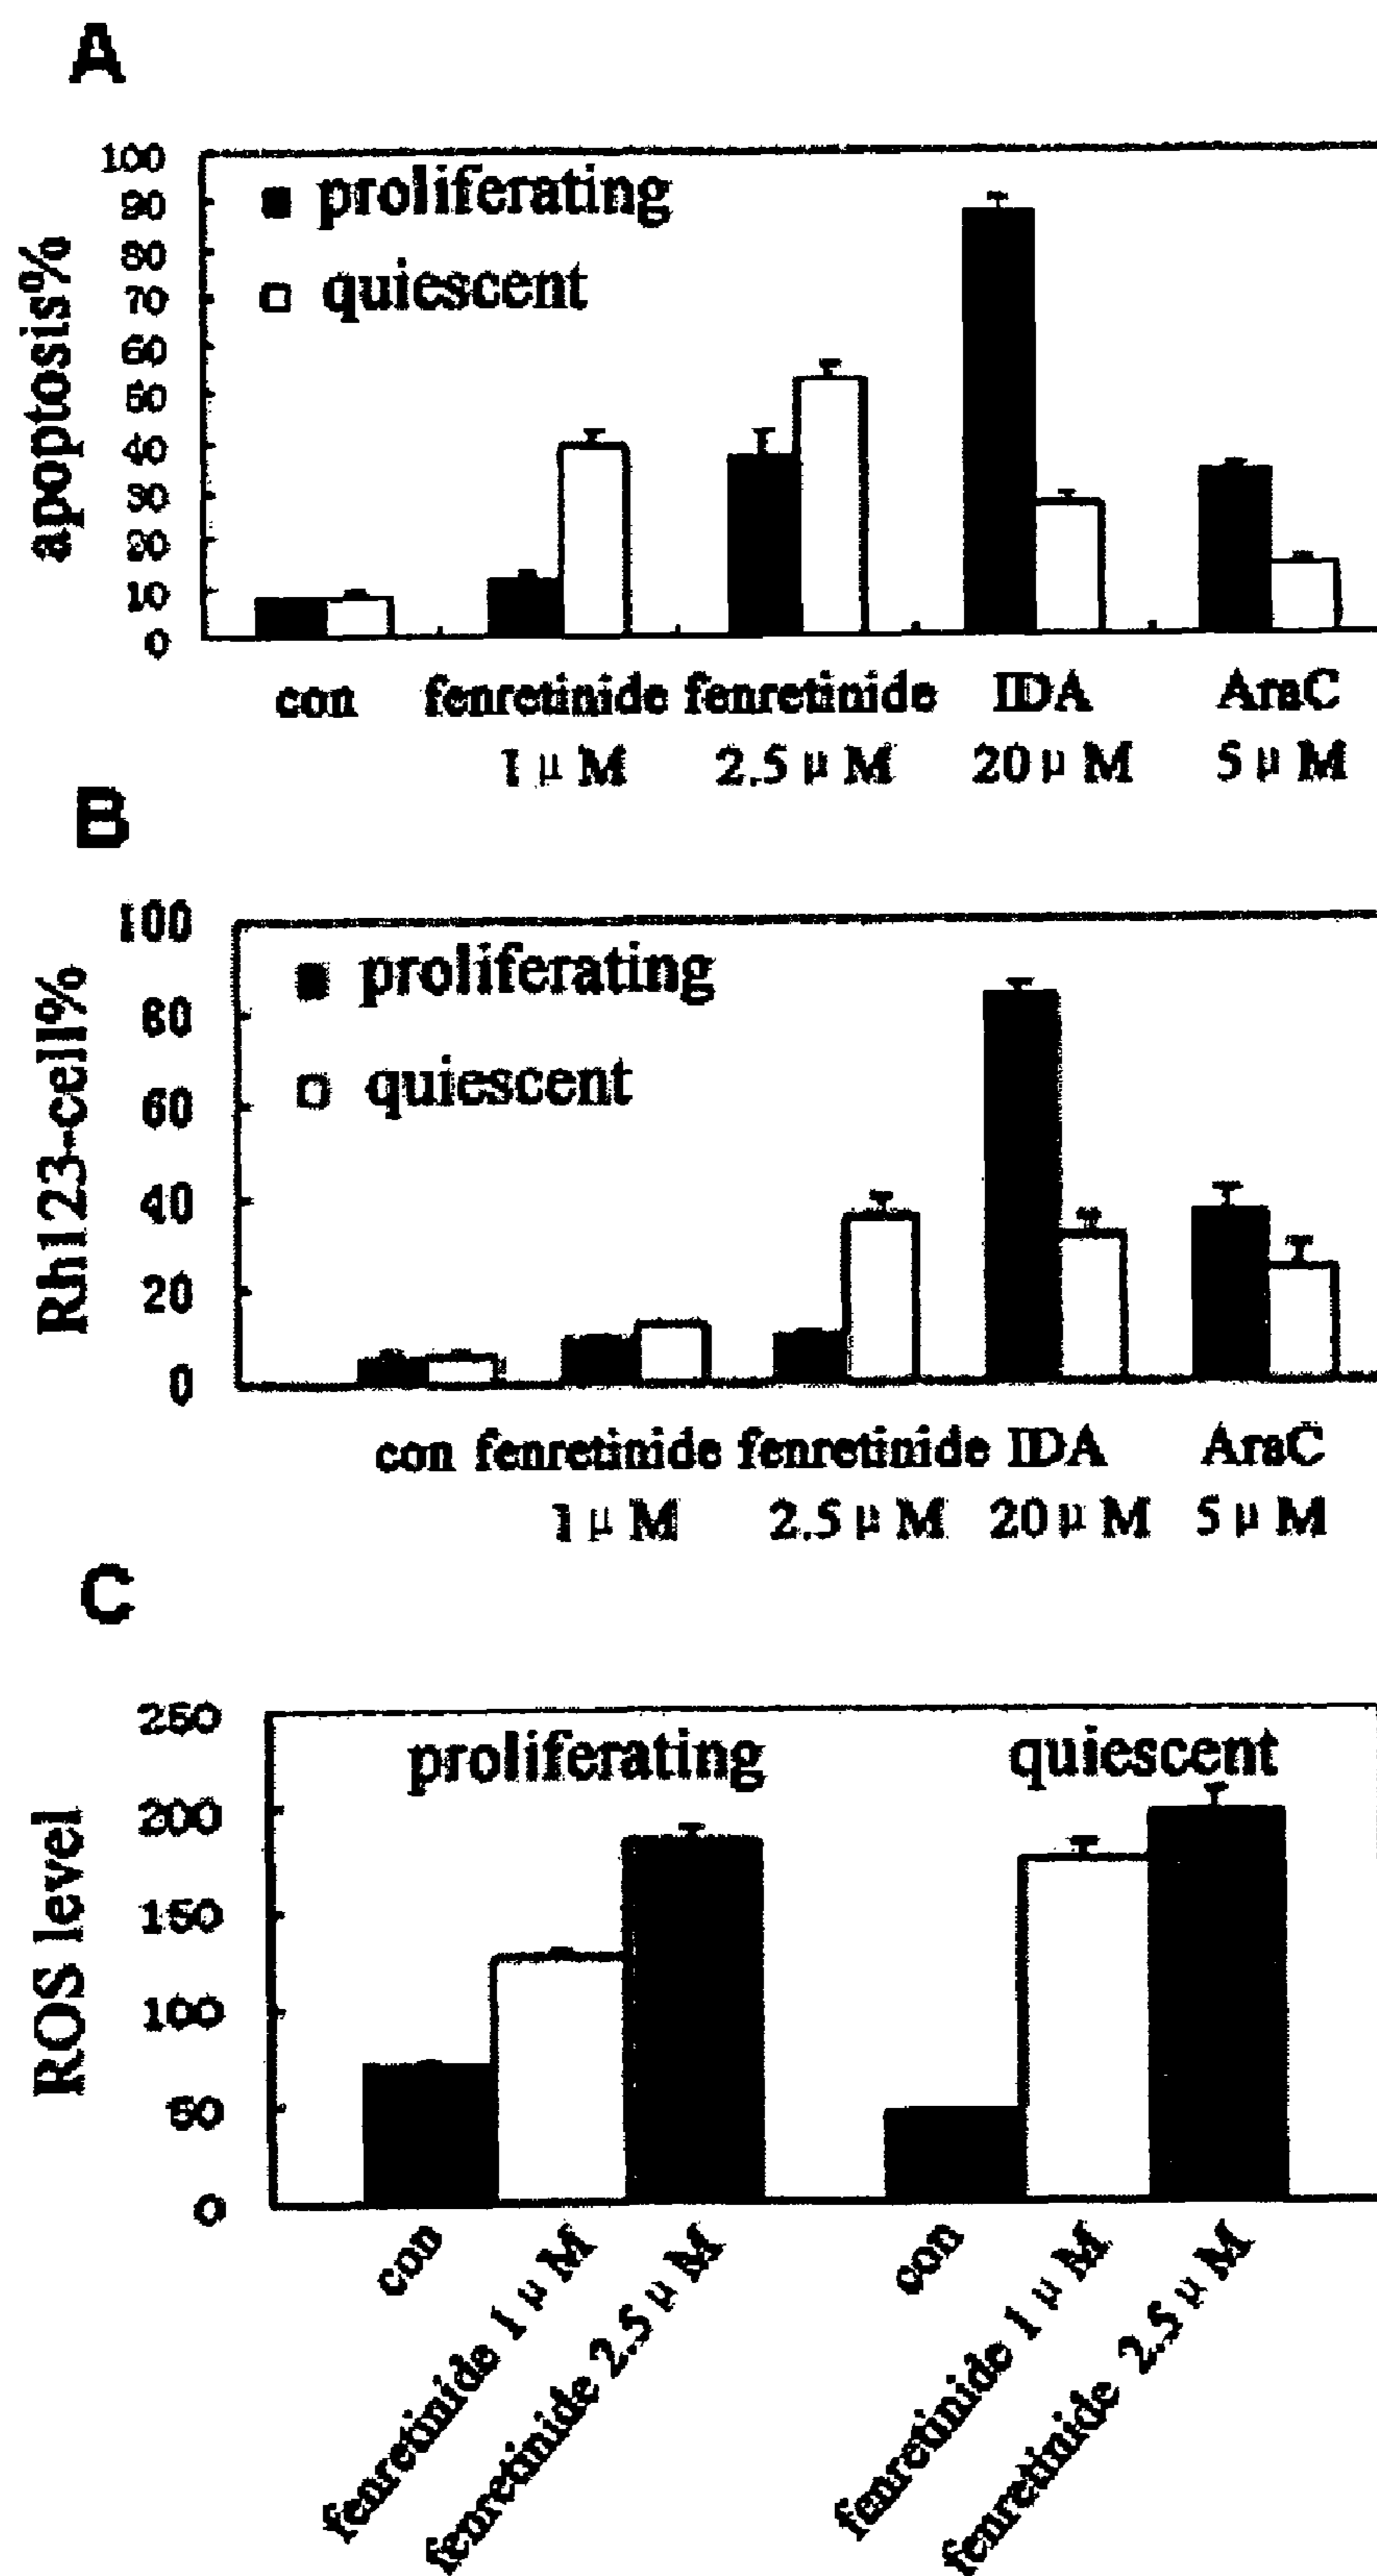 A
apoptosis%
100
90
80
70
60
50
40
30
20
10
0
proliferating
quiescent
con fenretinide fenretinide IDA AraC
1 μ M 2.5 μ M 20 μ M 5 μ M
B
Rh123-cell%
100
80
60
40
20
0
proliferating
quiescent
con fenretinide fenretinide IDA AraC
1 μ M 2.5 μ M 20 μ M 5 μ M
C
ROS level
250
200
150
100
50
0
proliferating quiescent
con
fenretinide 1 μ M
fenretinide 2.5 μ M
con
fenretinide 1 μ M
fenretinide 2.5 μ M